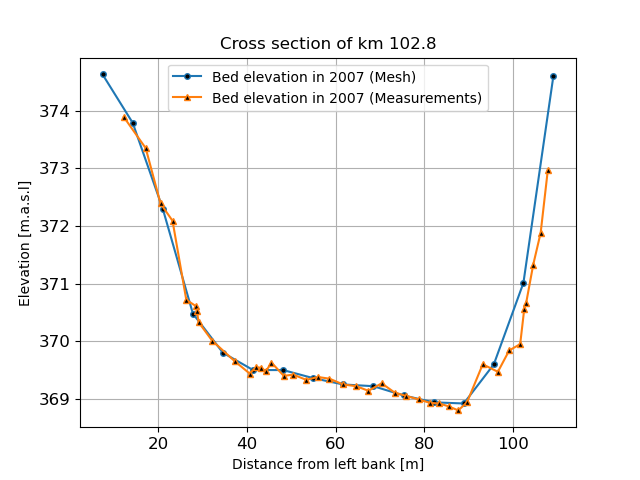 Cross section of km 102.8
Bed elevation in 2007 (Mesh)
Bed elevation in 2007 (Measurements)
Elevation [m.a.s.l]
374
373
372
371
370
369
20 40 60 80 100
Distance from left bank [m]